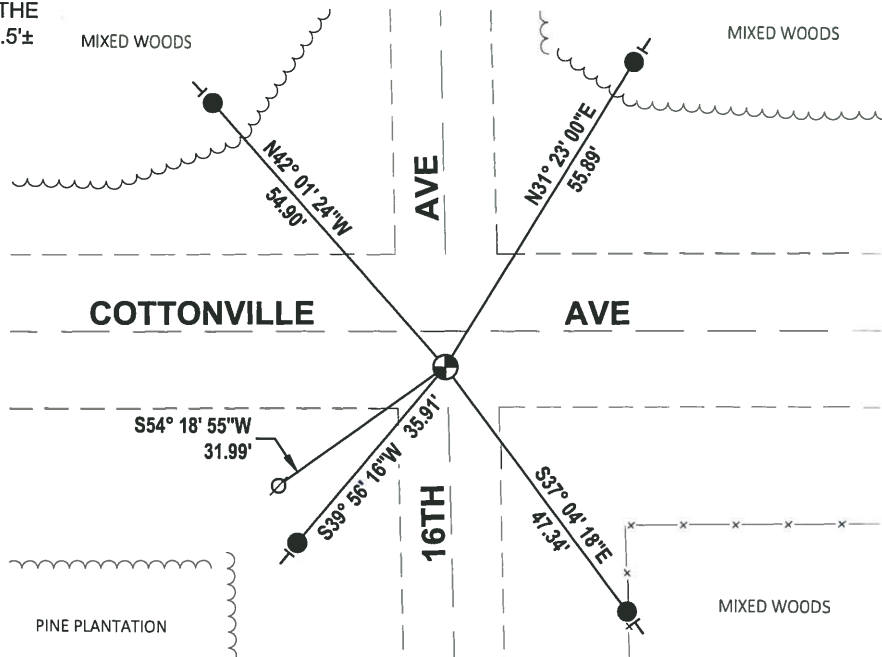 THE
.5'±
MIXED WOODS
MIXED WOODS
N42° 01' 24"W
54.90'
AVE
N31° 23' 00"E
55.89'
COTTONVILLE
AVE
S54° 18' 55"W
31.99'
S39° 56' 16"W 35.91'
16TH
S37° 04' 18"E
47.34'
MIXED WOODS
PINE PLANTATION